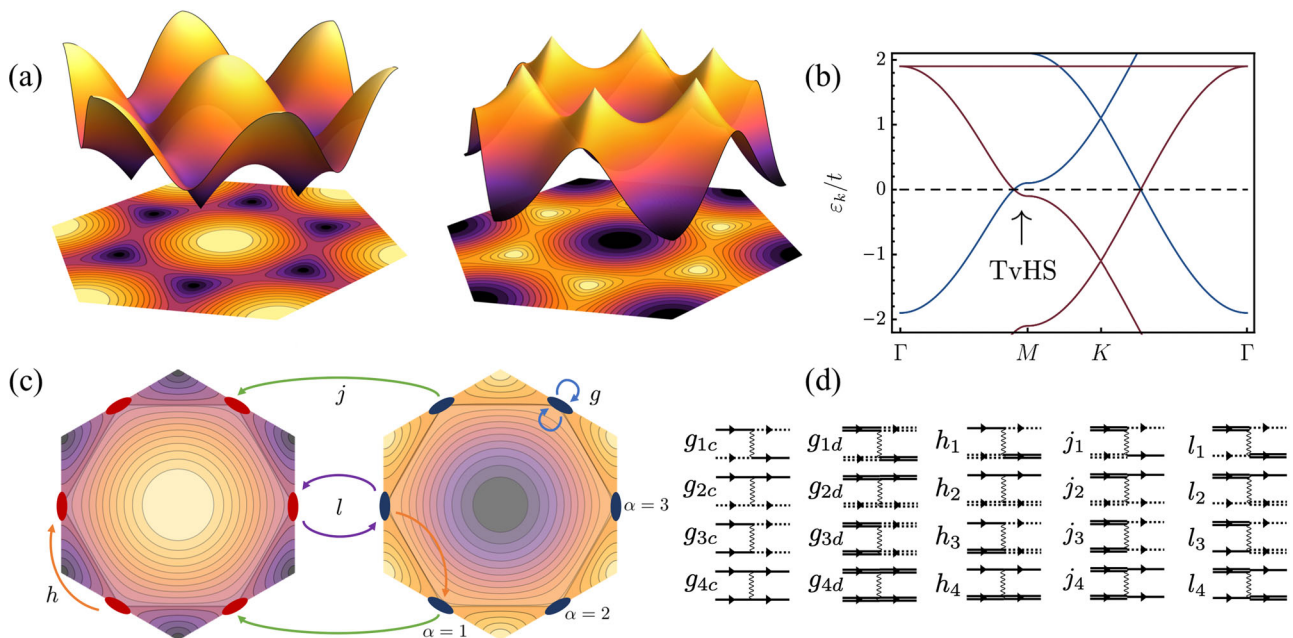 (a)
(b)
2
1
0
−1
−2
ε_k/t
TvHS
Γ
M
K
Γ
(c)
j
g
l
h
α = 3
α = 2
α = 1
(d)
g_{1c} g_{1d} h_1 j_1 l_1
g_{2c} g_{2d} h_2 j_2 l_2
g_{3c} g_{3d} h_3 j_3 l_3
g_{4c} g_{4d} h_4 j_4 l_4